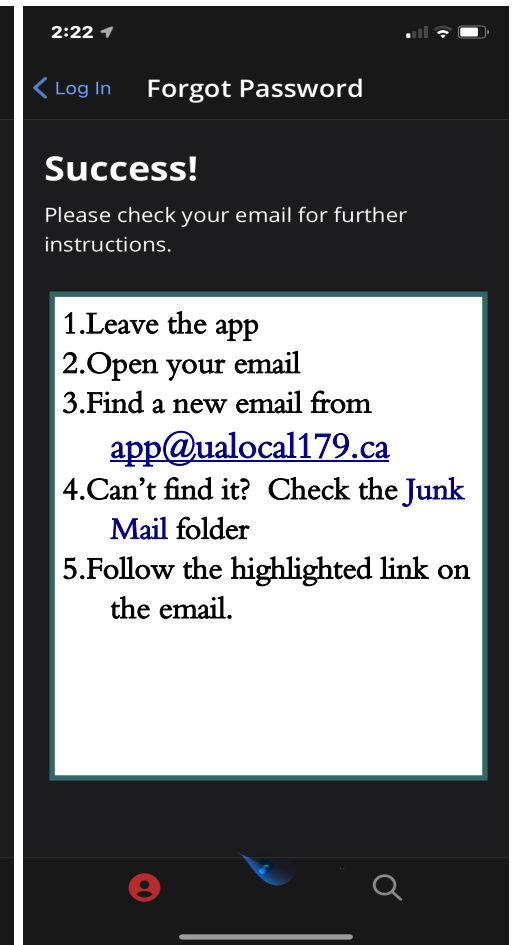 2:22
Log In
Forgot Password
Success!
Please check your email for further
instructions.
1.Leave the app
2.Open your email
3.Find a new email from
app@ualocal179.ca
4.Can’t find it?  Check the Junk
Mail folder
5.Follow the highlighted link on
the email.